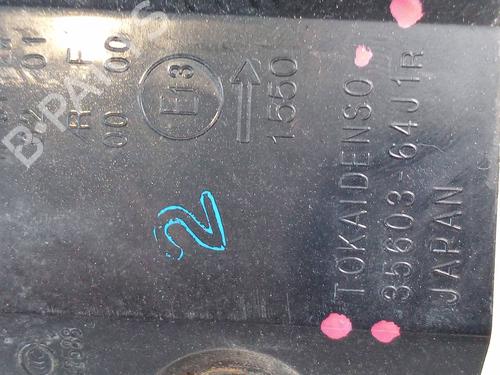 TOKAIDENSO
35603-64J1R
JAPAN
E13
1550
F 00
R 00
01
2
B-PARTS